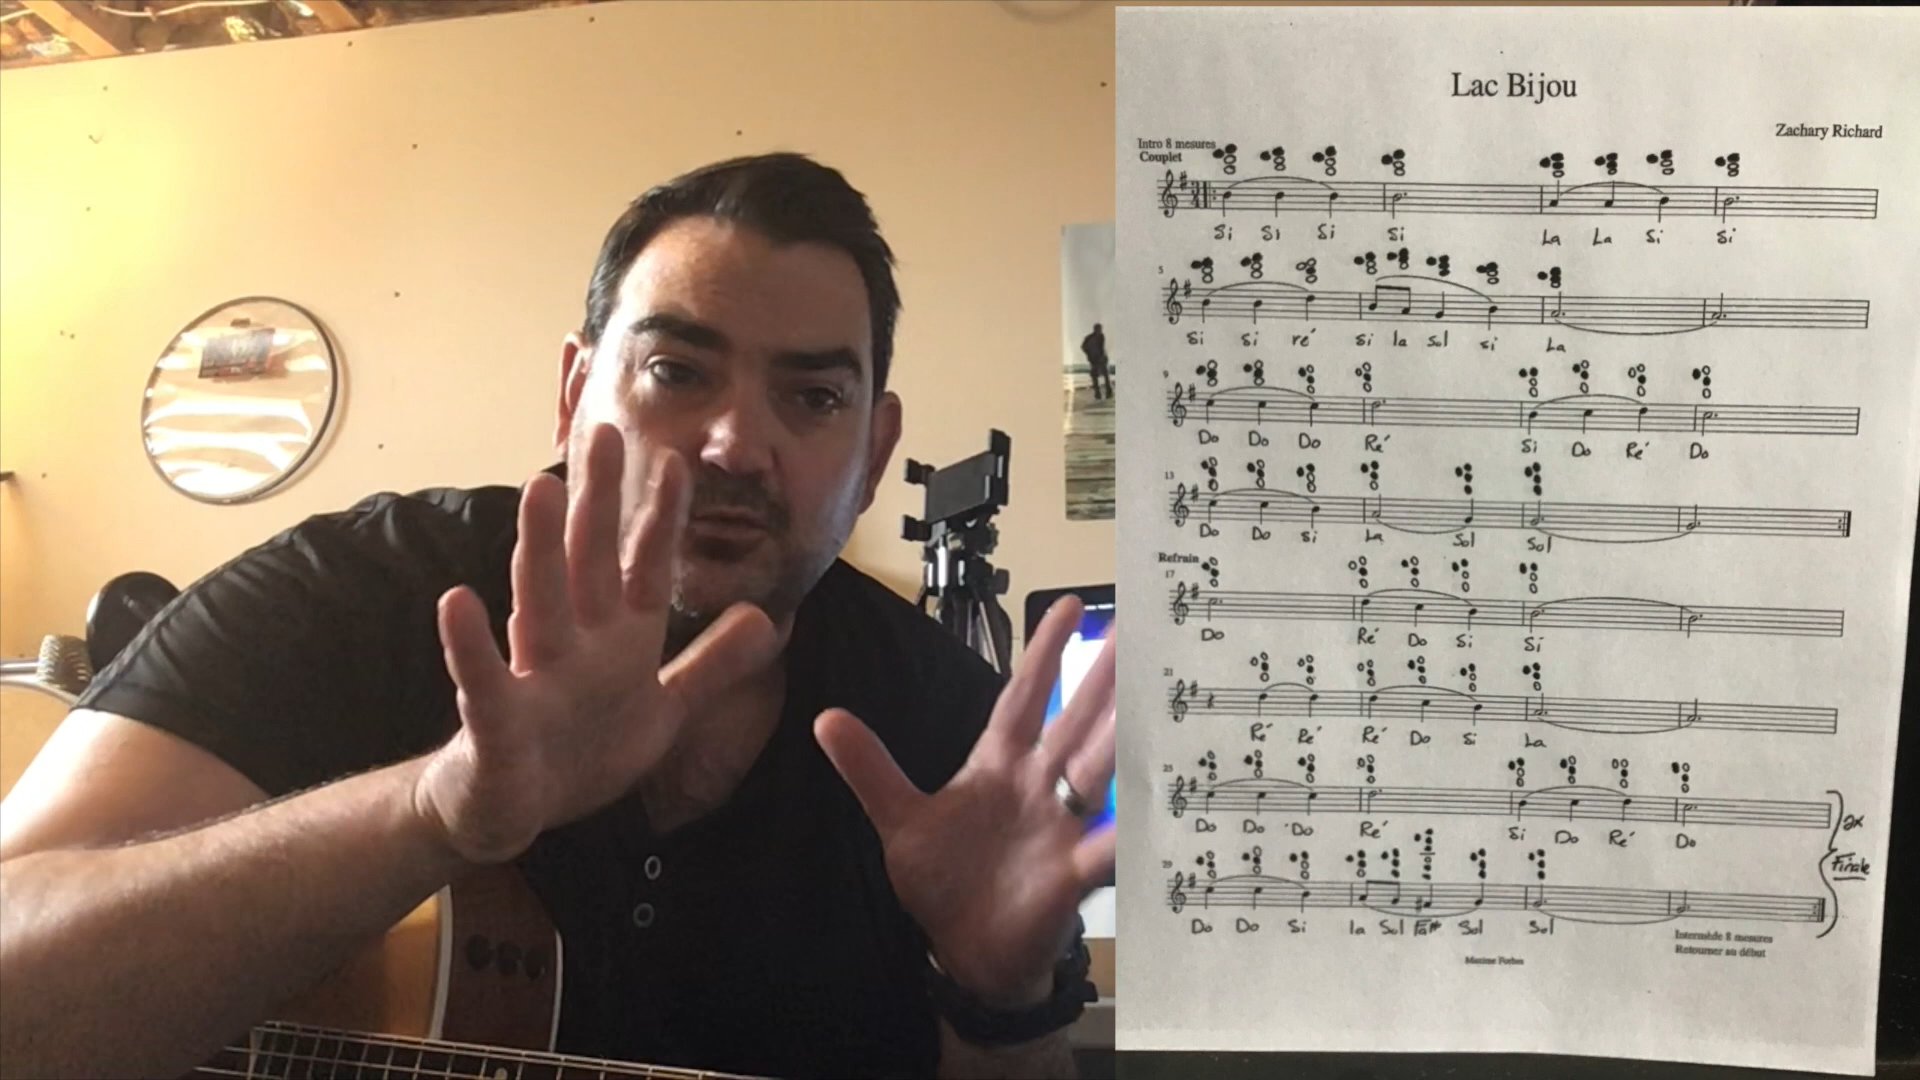 Lac Bijou
Zachary Richard
Intro 8 mesures
Couplet
3
4
Si Si Si Si La La Si Si
5
Si Si ré Si la Sol si La
9
Do Do Do Ré Si Do Ré Do
13
Do Do Si La Sol Sol
Refrain
17
Do Ré Do Si Si
21
Ré Ré Ré Do Si La
25
Do Do Do Ré Si Do Ré Do
2x
Finale
29
Do Do Si la Sol Fa# Sol Sol
Intermède 8 mesures
Retourner au début
Maxime Forbes